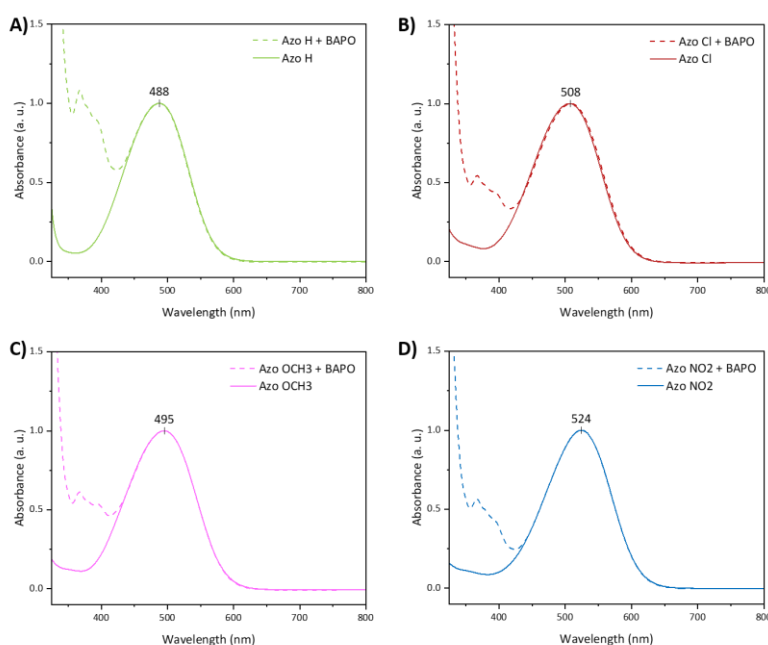 A)
1.5
1.0
0.5
0.0
Absorbance (a. u.)
Azo H + BAPO
Azo H
488
400 500 600 700 800
Wavelength (nm)
B)
1.5
1.0
0.5
0.0
Absorbance (a. u.)
Azo Cl + BAPO
Azo Cl
508
400 500 600 700 800
Wavelength (nm)
C)
1.5
1.0
0.5
0.0
Absorbance (a. u.)
Azo OCH3 + BAPO
Azo OCH3
495
400 500 600 700 800
Wavelength (nm)
D)
1.5
1.0
0.5
0.0
Absorbance (a. u.)
Azo NO2 + BAPO
Azo NO2
524
400 500 600 700 800
Wavelength (nm)